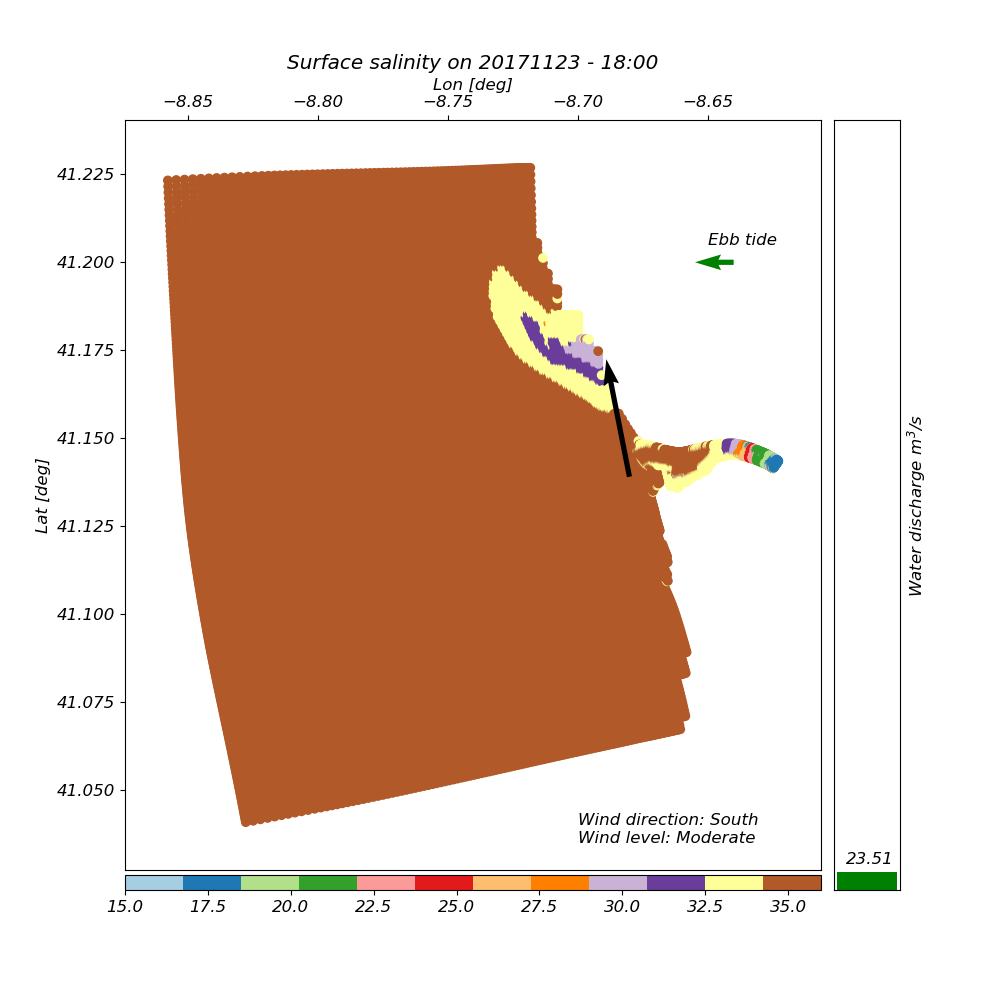 Surface salinity on 20171123 - 18:00
Lon [deg]
−8.85 −8.80 −8.75 −8.70 −8.65
41.225
41.200
41.175
41.150
41.125
41.100
41.075
41.050
Lat [deg]
Ebb tide
Wind direction: South
Wind level: Moderate
Water discharge m³/s
23.51
15.0 17.5 20.0 22.5 25.0 27.5 30.0 32.5 35.0